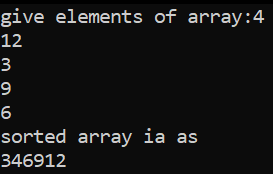 give elements of array:4
12
3
9
6
sorted array ia as
346912